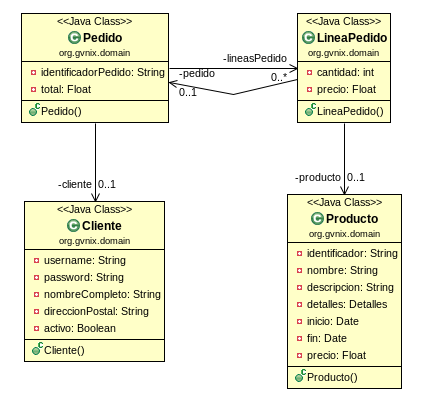 <<Java Class>>
Pedido
org.gvnix.domain
identificadorPedido: String
total: Float
Pedido()
<<Java Class>>
LineaPedido
org.gvnix.domain
cantidad: int
precio: Float
LineaPedido()
-lineasPedido
0..*
-pedido
0..1
-cliente
0..1
-producto
0..1
<<Java Class>>
Cliente
org.gvnix.domain
username: String
password: String
nombreCompleto: String
direccionPostal: String
activo: Boolean
Cliente()
<<Java Class>>
Producto
org.gvnix.domain
identificador: String
nombre: String
descripcion: String
detalles: Detalles
inicio: Date
fin: Date
precio: Float
Producto()